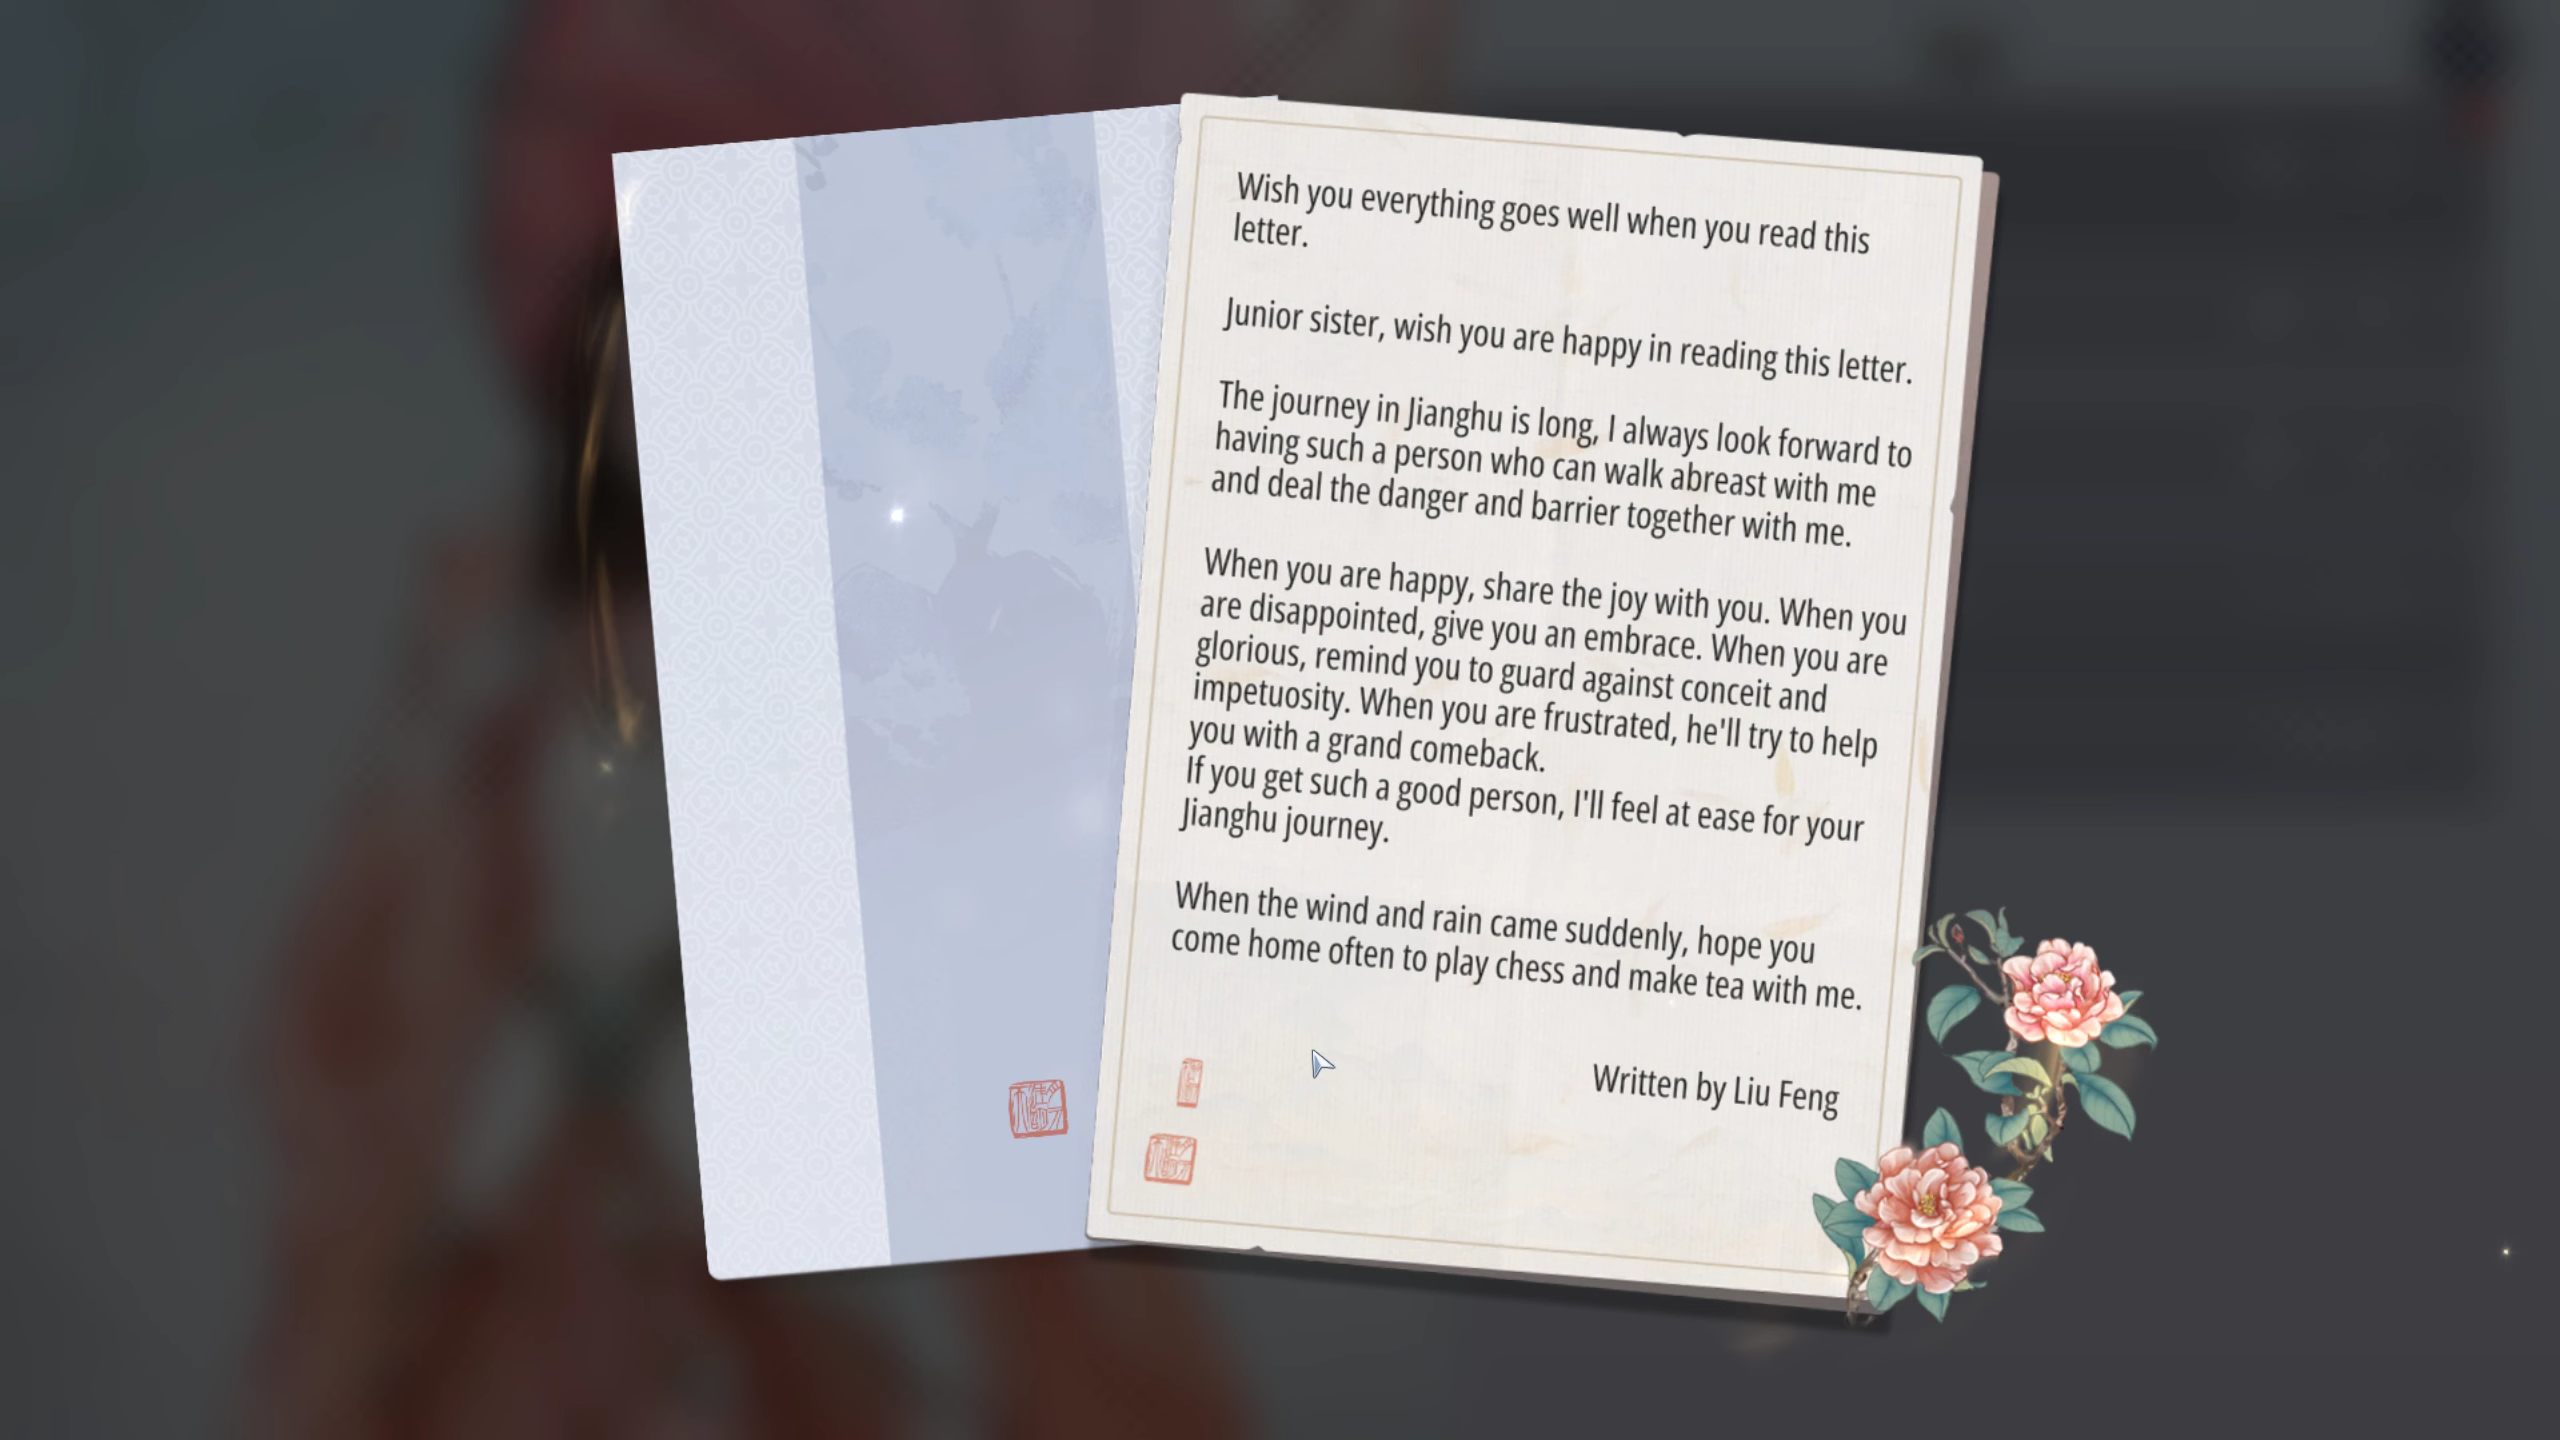 Wish you everything goes well when you read this
letter.
Junior sister, wish you are happy in reading this letter.
The journey in Jianghu is long, I always look forward to
having such a person who can walk abreast with me
and deal the danger and barrier together with me.
When you are happy, share the joy with you. When you
are disappointed, give you an embrace. When you are
glorious, remind you to guard against conceit and
impetuosity. When you are frustrated, he'll try to help
you with a grand comeback.
If you get such a good person, I'll feel at ease for your
Jianghu journey.
When the wind and rain came suddenly, hope you
come home often to play chess and make tea with me.
Written by Liu Feng